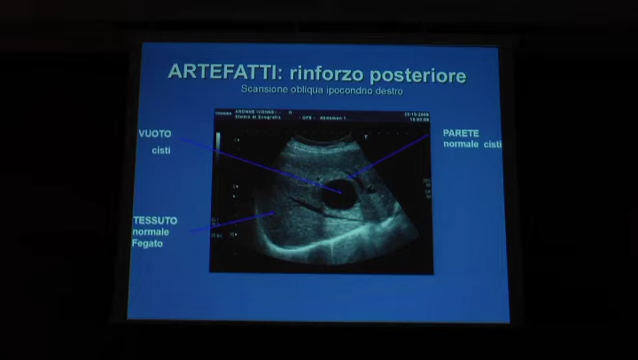 ARTEFATTI: rinforzo posteriore
Scansione obliqua ipocondrio destro
VUOTO
cisti
PARETE
normale cisti
TESSUTO
normale
Fegato